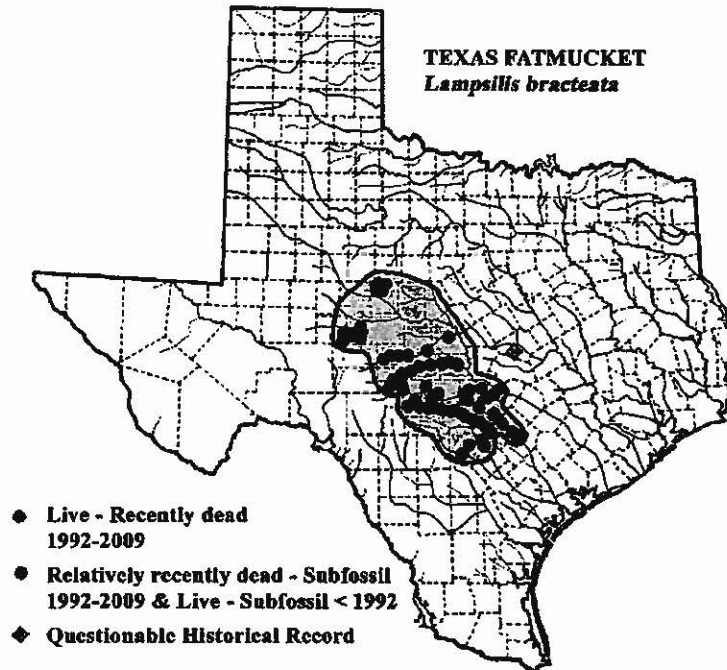 TEXAS FATMUCKET
Lampsilis bracteata
Live - Recently dead
1992-2009
Relatively recently dead - Subfossil
1992-2009 & Live - Subfossil < 1992
Questionable Historical Record